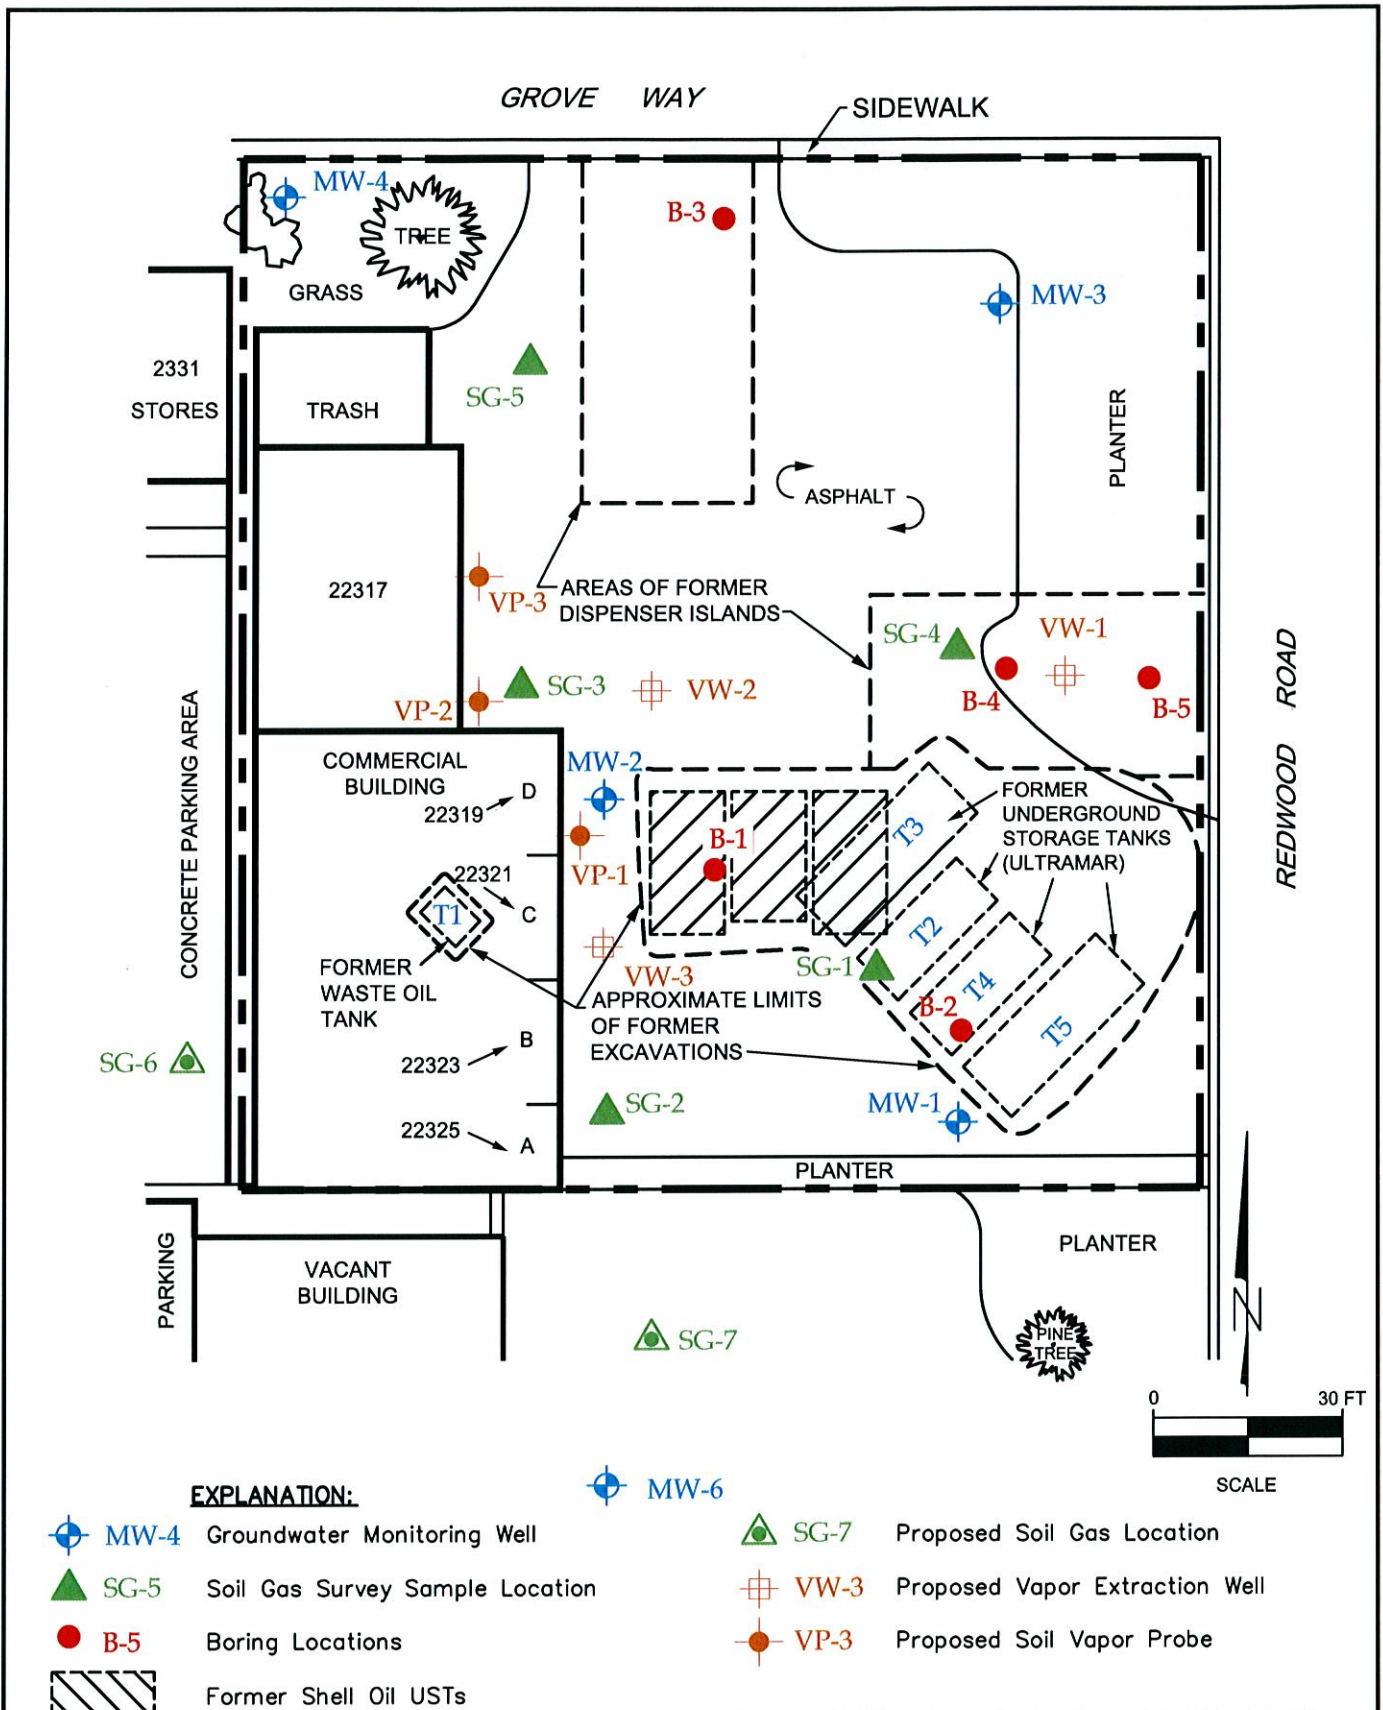 GROVE WAY
SIDEWALK
MW-4
TREE
GRASS
B-3
MW-3
2331
STORES
TRASH
SG-5
PLANTER
ASPHALT
22317
VP-3
AREAS OF FORMER
DISPENSER ISLANDS
SG-4
VW-1
B-4
B-5
REDWOOD ROAD
CONCRETE PARKING AREA
VP-2
SG-3
VW-2
COMMERCIAL
BUILDING
MW-2
22319
D
VP-1
B-1
T3
FORMER
UNDERGROUND
STORAGE TANKS
(ULTRAMAR)
22321
C
T1
T2
FORMER
WASTE OIL
TANK
VW-3
SG-1
T4
B-2
T5
APPROXIMATE LIMITS
OF FORMER
EXCAVATIONS
SG-6
22323
B
SG-2
MW-1
22325
A
PLANTER
PARKING
VACANT
BUILDING
PLANTER
SG-7
PINE
TREE
N
0 30 FT
SCALE
MW-6
EXPLANATION:
MW-4 Groundwater Monitoring Well
SG-5 Soil Gas Survey Sample Location
B-5 Boring Locations
Former Shell Oil USTs
SG-7 Proposed Soil Gas Location
VW-3 Proposed Vapor Extraction Well
VP-3 Proposed Soil Vapor Probe